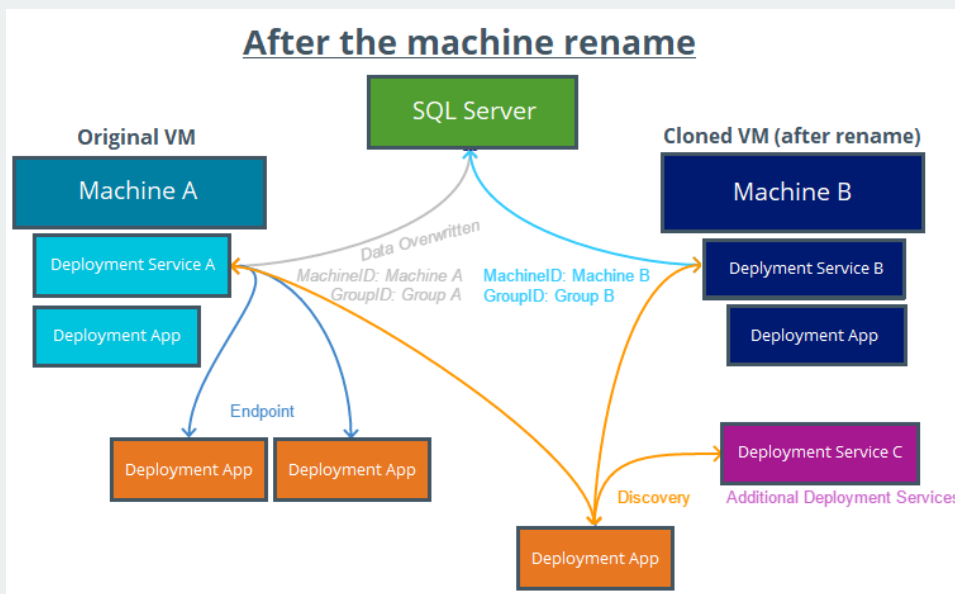 After the machine rename
SQL Server
Original VM
Cloned VM (after rename)
Machine A
Machine B
Data Overwritten
Deployment Service A
MachineID: Machine A
GroupID: Group A
MachineID: Machine B
GroupID: Group B
Deplyment Service B
Deployment App
Deployment App
Endpoint
Deployment App
Deployment App
Deployment Service C
Discovery
Additional Deployment Services
Deployment App